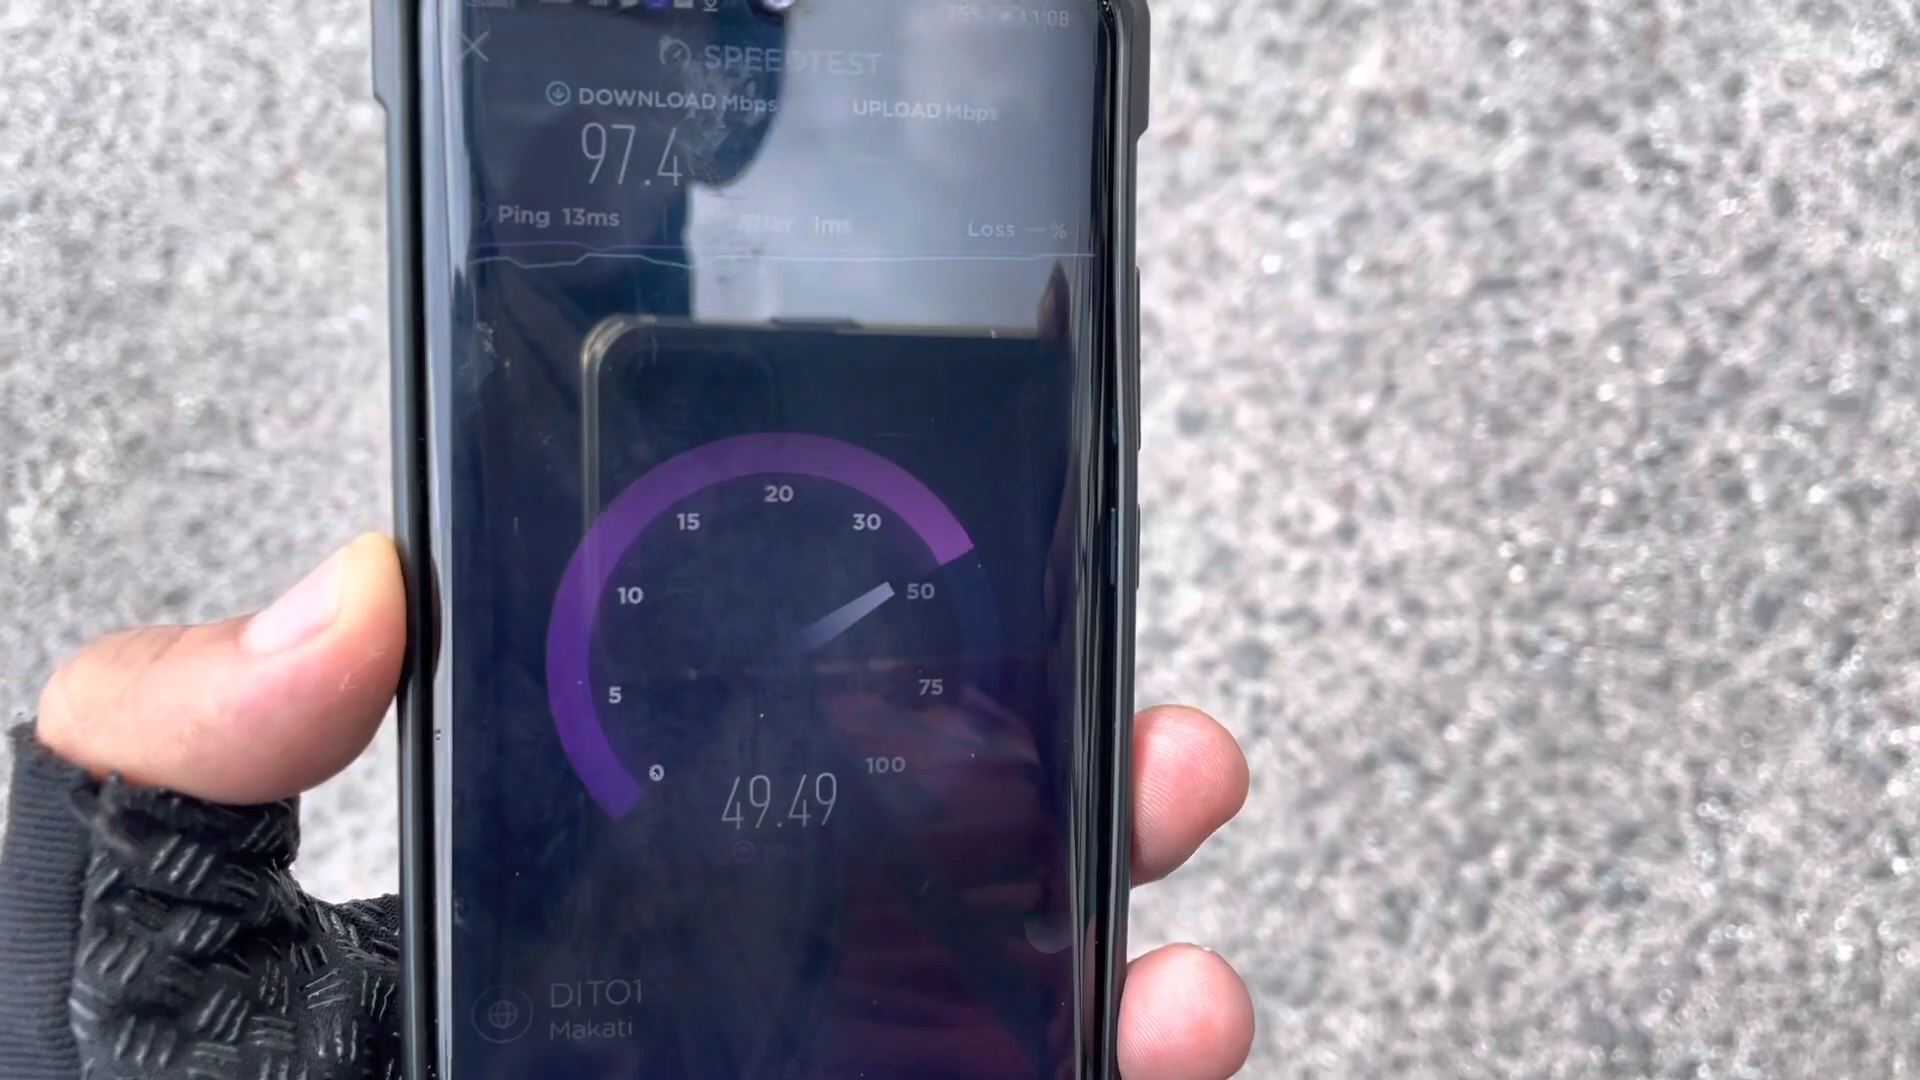 SPEEDTEST
DOWNLOAD Mbps
UPLOAD Mbps
97.4
Ping 13ms
1ms
Loss — %
20
15
30
10
50
5
75
0
100
49.49
DITO1
Makati